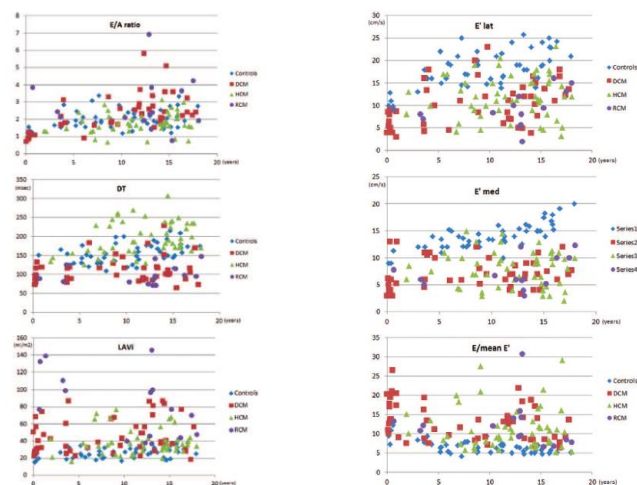 E/A ratio
8
7
6
5
4
3
2
1
0
0 5 10 15 20 (years)
Controls
DCM
HCM
RCM
E' lat
(cm/s)
30
25
20
15
10
5
0
0 5 10 15 20 (years)
Controls
DCM
HCM
RCM
DT
(msec)
350
300
250
200
150
100
50
0
0 5 10 15 20 (years)
Controls
DCM
HCM
RCM
E' med
(cm/s)
25
20
15
10
5
0
0 5 10 15 20 (years)
Series1
Series2
Series3
Series4
LAVi
160
140
120
100
80
60
40
20
0
0 5 10 15 20 (years)
Controls
DCM
HCM
RCM
E/mean E'
35
30
25
20
15
10
5
0
0 5 10 15 20 (years)
Controls
DCM
HCM
RCM